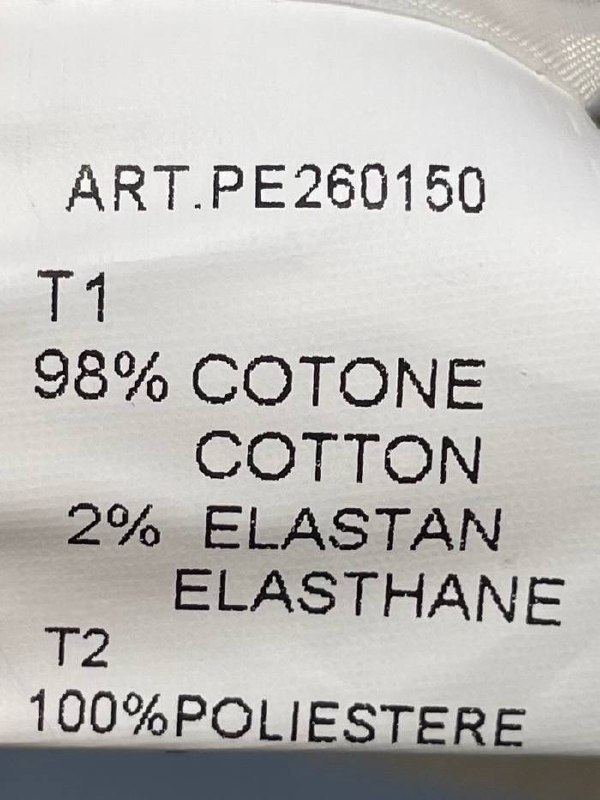 ART.PE260150
T1
98% COTONE
COTTON
2% ELASTAN
ELASTHANE
T2
100%POLIESTERE